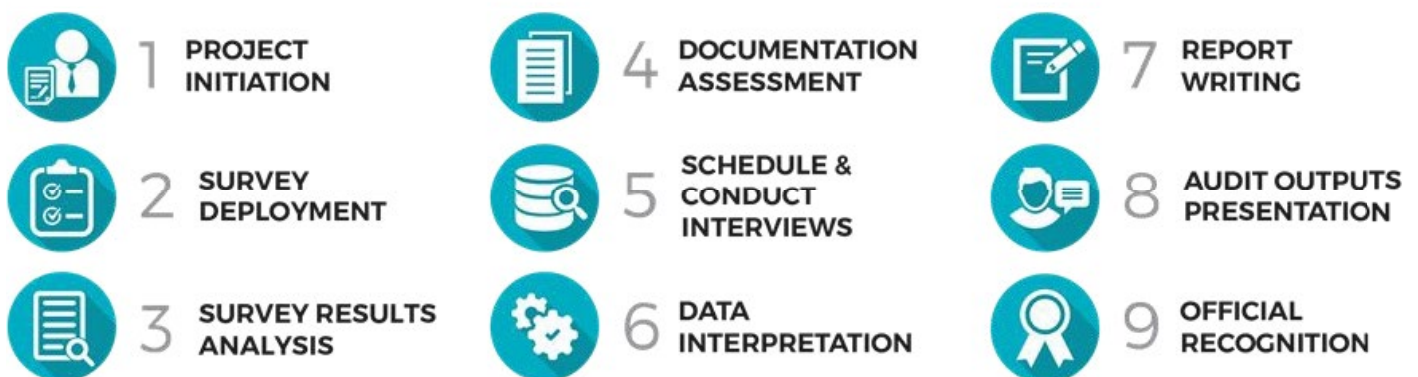 1 PROJECT
INITIATION
2 SURVEY
DEPLOYMENT
3 SURVEY RESULTS
ANALYSIS
4 DOCUMENTATION
ASSESSMENT
5 SCHEDULE &
CONDUCT
INTERVIEWS
6 DATA
INTERPRETATION
7 REPORT
WRITING
8 AUDIT OUTPUTS
PRESENTATION
9 OFFICIAL
RECOGNITION